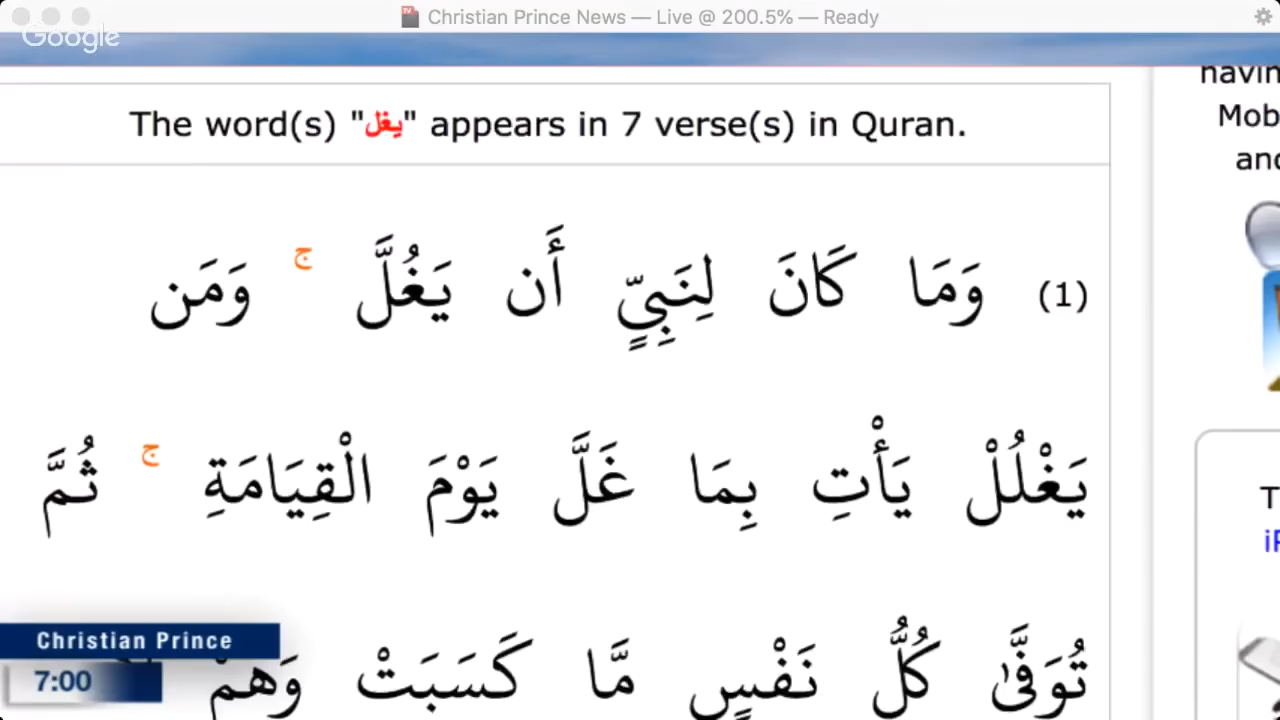 Christian Prince News — Live @ 200.5% — Ready
Google
havin
The word(s) "يغل" appears in 7 verse(s) in Quran.
Mob
and
(1) وَمَا كَانَ لِنَبِيٍّ أَن يَغُلَّ ۚ وَمَن
يَغْلُلْ يَأْتِ بِمَا غَلَّ يَوْمَ الْقِيَامَةِ ۚ ثُمَّ
T
iP
Christian Prince
تُوَفَّىٰ كُلُّ نَفْسٍ مَّا كَسَبَتْ وَهُمْ
7:00